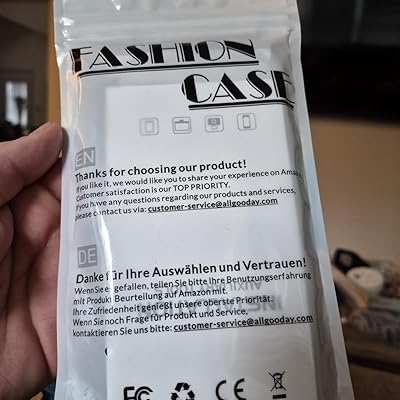 FASHION
CASE
EN
Thanks for choosing our product!
If you like it, we would like you to share your experience on Amazon.
Customer satisfaction is our TOP PRIORITY.
If you have any questions regarding our products and services,
please contact us via: customer-service@allgooday.com
DE
Danke für Ihre Auswählen und Vertrauen!
Wenn Sie es gefallen, teilen Sie bitte Ihre Benutzungserfahrung
mit Produkt Beurteilung auf Amazon mit.
Ihre Zufriedenheit geließt unsere oberste Priorität.
Wenn Sie noch Frage für Produkt und Service,
kontaktieren Sie uns bitte: customer-service@allgooday.com
FC CE